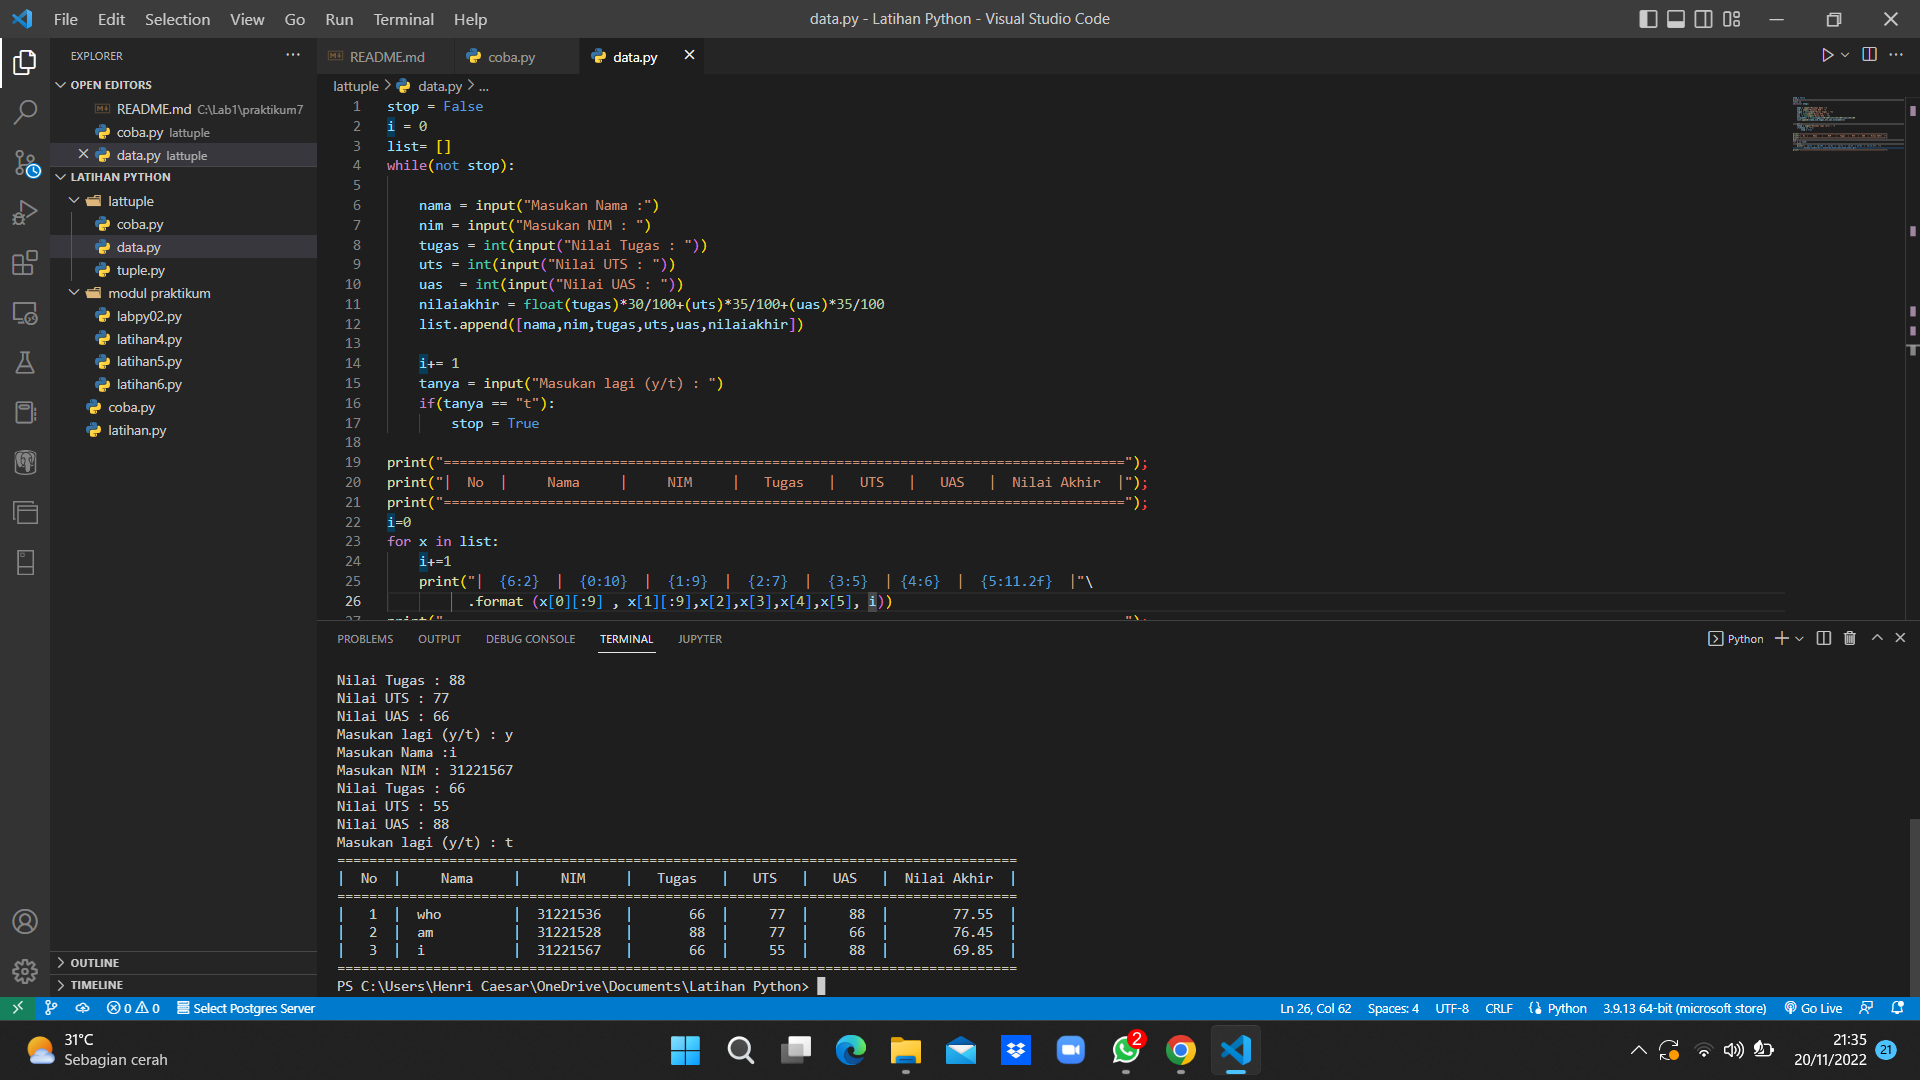 File Edit Selection View Go Run Terminal Help
data.py - Latihan Python - Visual Studio Code
EXPLORER
OPEN EDITORS
README.md C:\Lab1\praktikum7
coba.py lattuple
data.py lattuple
LATIHAN PYTHON
lattuple
coba.py
data.py
tuple.py
modul praktikum
labpy02.py
latihan4.py
latihan5.py
latihan6.py
coba.py
latihan.py
OUTLINE
TIMELINE
README.md coba.py data.py
lattuple > data.py > ...
1 stop = False
2 i = 0
3 list= []
4 while(not stop):
5
6 nama = input("Masukan Nama :")
7 nim = input("Masukan NIM : ")
8 tugas = int(input("Nilai Tugas : "))
9 uts = int(input("Nilai UTS : "))
10 uas  = int(input("Nilai UAS : "))
11 nilaiakhir = float(tugas)*30/100+(uts)*35/100+(uas)*35/100
12 list.append([nama,nim,tugas,uts,uas,nilaiakhir])
13
14 i+= 1
15 tanya = input("Masukan lagi (y/t) : ")
16 if(tanya == "t"):
17 stop = True
18
19 print("=====================================================================================");
20 print("|  No  |     Nama     |     NIM     |   Tugas   |   UTS   |   UAS   |  Nilai Akhir  |");
21 print("=====================================================================================");
22 i=0
23 for x in list:
24 i+=1
25 print("|  {6:2}  |  {0:10}  |  {1:9}  |  {2:7}  |  {3:5}  | {4:6}  |  {5:11.2f}  |"\
26 .format (x[0][:9] , x[1][:9],x[2],x[3],x[4],x[5], i))
PROBLEMS OUTPUT DEBUG CONSOLE TERMINAL JUPYTER
Python
Nilai Tugas : 88
Nilai UTS : 77
Nilai UAS : 66
Masukan lagi (y/t) : y
Masukan Nama :i
Masukan NIM : 31221567
Nilai Tugas : 66
Nilai UTS : 55
Nilai UAS : 88
Masukan lagi (y/t) : t
=====================================================================================
|  No  |     Nama     |     NIM     |   Tugas   |   UTS   |   UAS   |  Nilai Akhir  |
=====================================================================================
|   1  |  who         |  31221536   |       66  |     77  |     88  |        77.55  |
|   2  |  am          |  31221528   |       88  |     77  |     66  |        76.45  |
|   3  |  i           |  31221567   |       66  |     55  |     88  |        69.85  |
=====================================================================================
PS C:\Users\Henri Caesar\OneDrive\Documents\Latihan Python>
0 0 Select Postgres Server
Ln 26, Col 62 Spaces: 4 UTF-8 CRLF Python 3.9.13 64-bit (microsoft store) Go Live
31°C
Sebagian cerah
2
21:35
20/11/2022
21